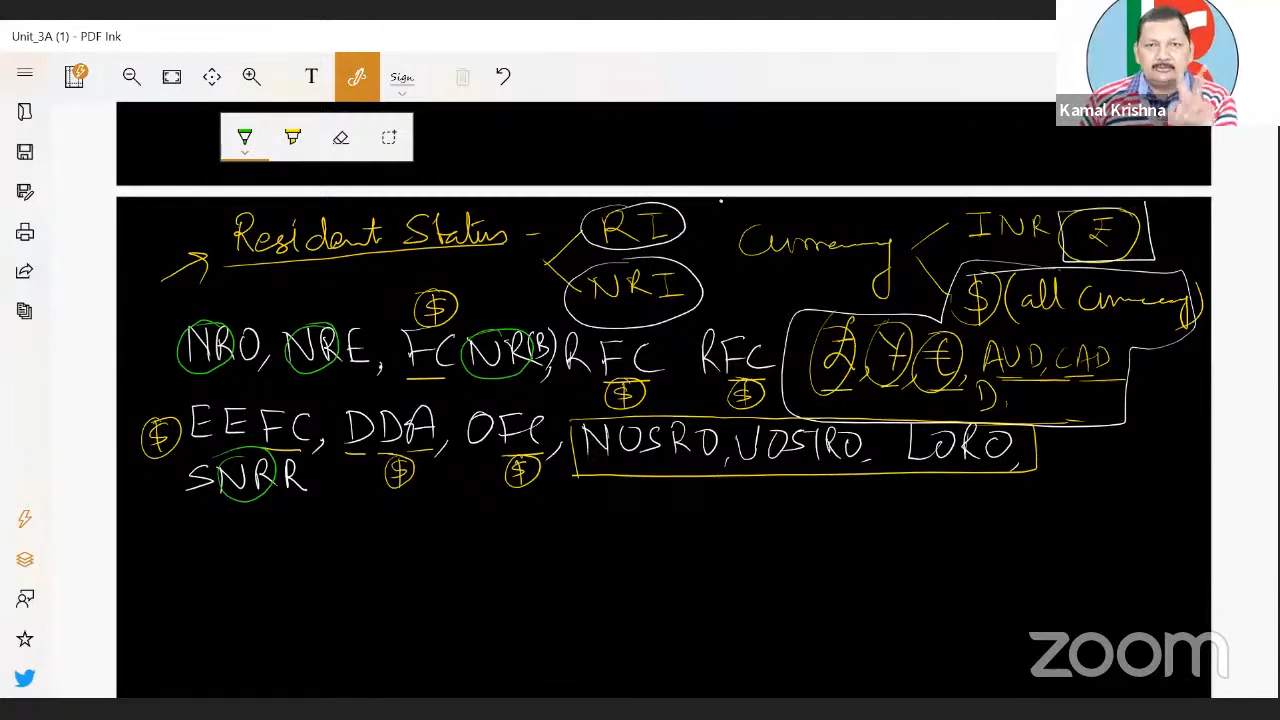 Unit_3A (1) - PDF Ink
T
Sign
Kamal Krishna
Resident Status - RI
NRI
Currency
INR ₹
$ (all Currency)
£, ¥, €, AUD, CAD
D.
$
NRO, NRE, FCNR(B), RFC RFC
$ $
$ EEFC, DDA, OFC, NOSRO, VOSTRO, LORO,
$ $
SNRR
zoom